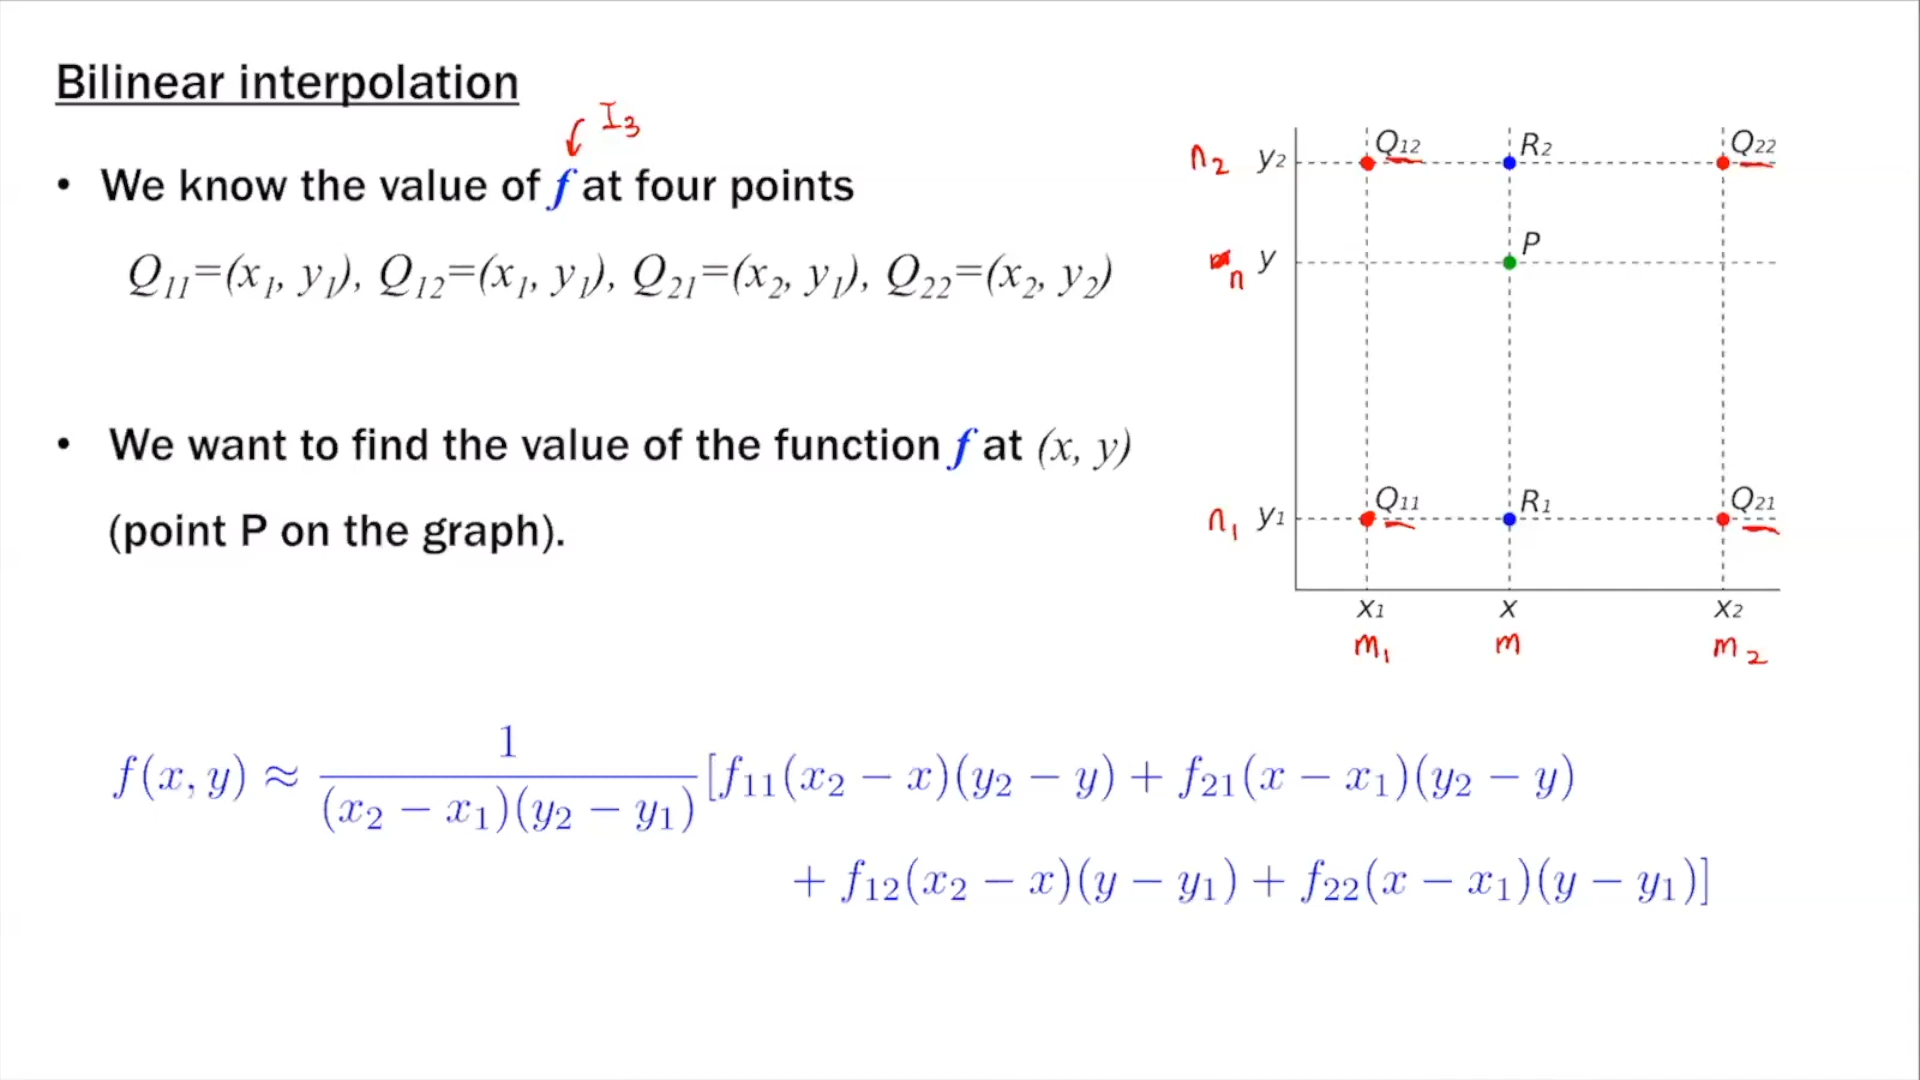 Bilinear interpolation
I3
• We know the value of f at four points
Q11=(x1, y1), Q12=(x1, y1), Q21=(x2, y1), Q22=(x2, y2)
• We want to find the value of the function f at (x, y)
(point P on the graph).
n2 y2 Q12 R2 Q22
n y P
n1 y1 Q11 R1 Q21
x1 x x2
m1 m m2
f(x, y) ≈ 1 / (x2 − x1)(y2 − y1) [f11(x2 − x)(y2 − y) + f21(x − x1)(y2 − y)
+ f12(x2 − x)(y − y1) + f22(x − x1)(y − y1)]